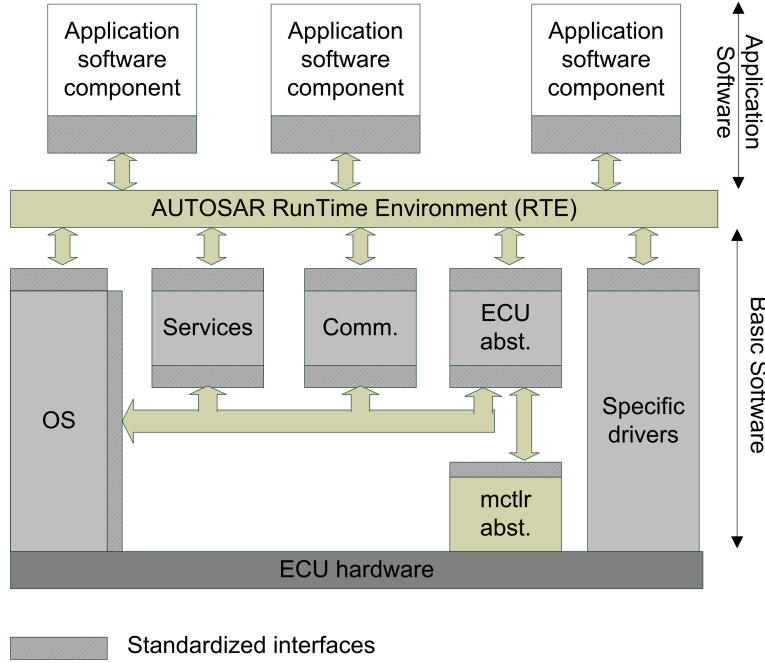 Application
software
component
Application
software
component
Application
software
component
Application
Software
AUTOSAR RunTime Environment (RTE)
OS
Services
Comm.
ECU
abst.
Specific
drivers
Basic Software
mctlr
abst.
ECU hardware
Standardized interfaces